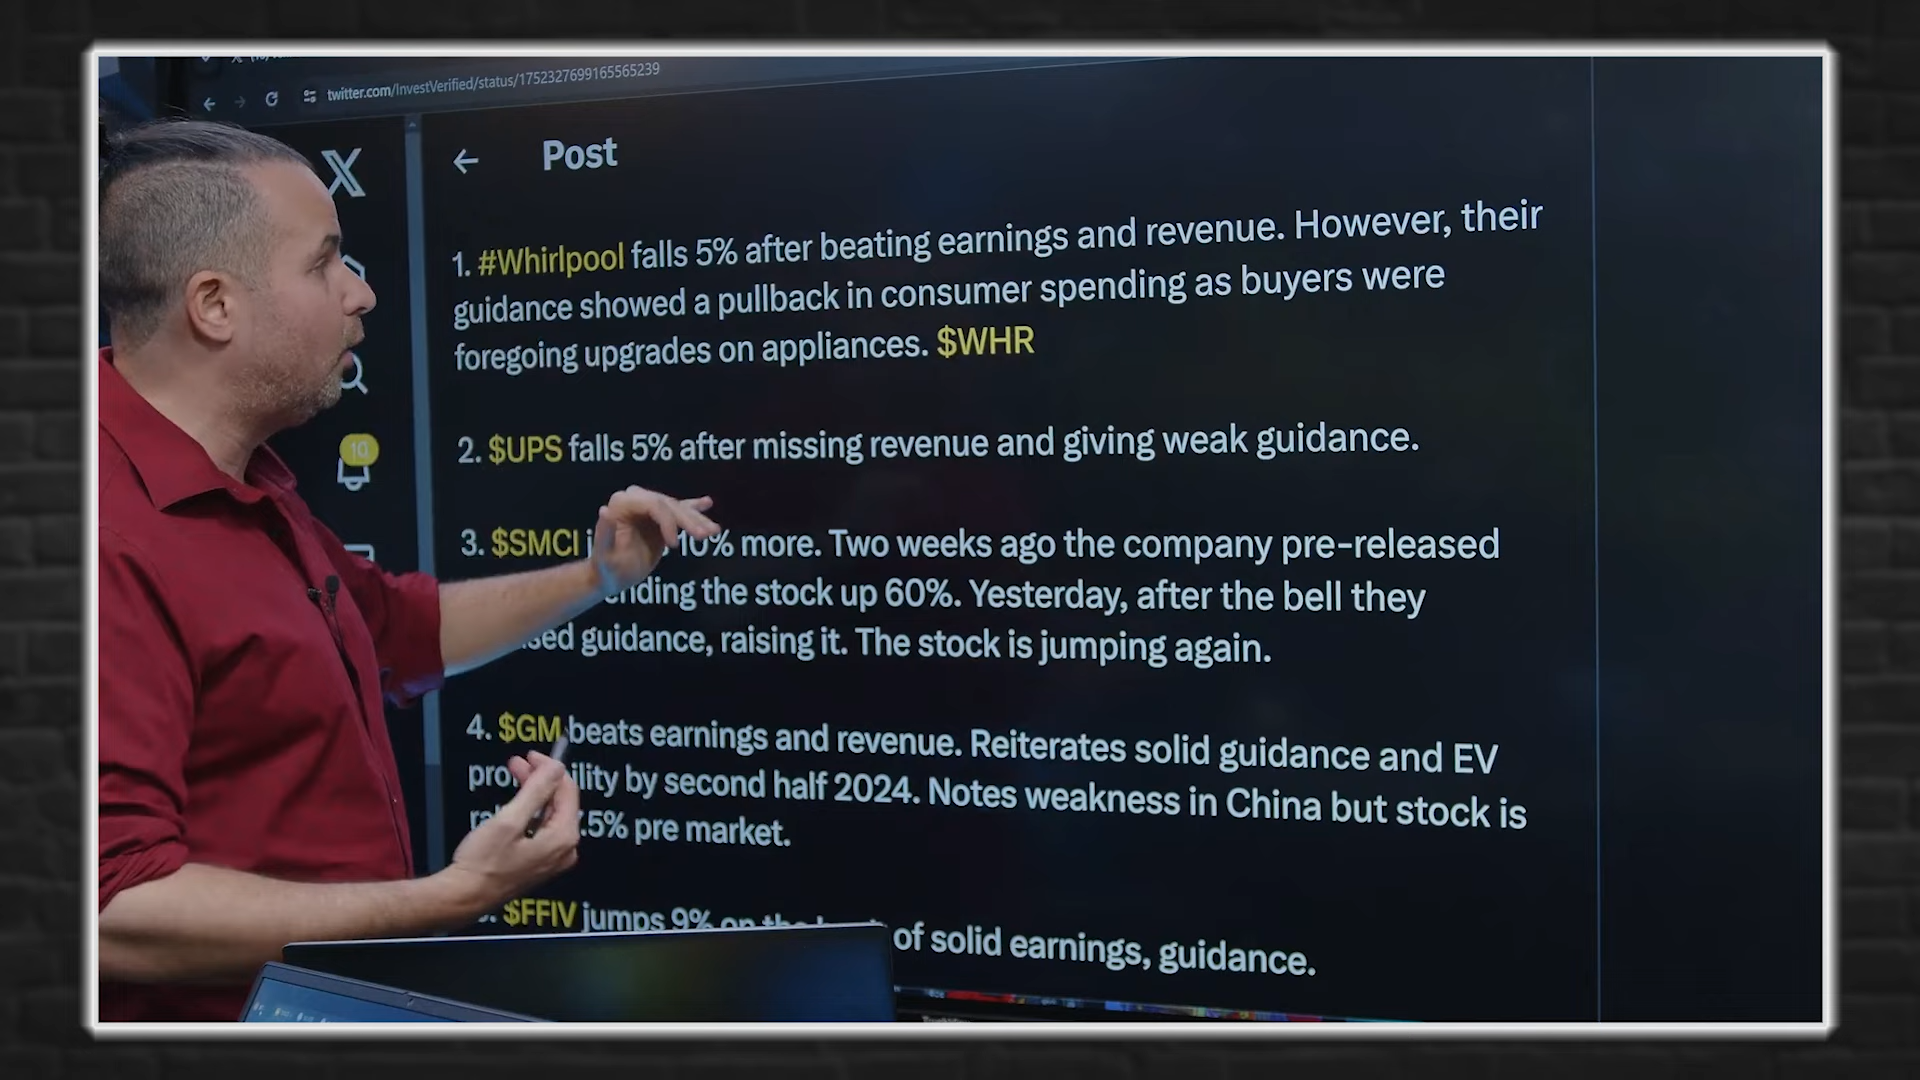 twitter.com/InvestVerified/status/1752327699165565239
Post
1. #Whirlpool falls 5% after beating earnings and revenue. However, their
guidance showed a pullback in consumer spending as buyers were
foregoing upgrades on appliances. $WHR
10
2. $UPS falls 5% after missing revenue and giving weak guidance.
3. $SMCI 10% more. Two weeks ago the company pre-released
the stock up 60%. Yesterday, after the bell they
guidance, raising it. The stock is jumping again.
4. $GM beats earnings and revenue. Reiterates solid guidance and EV
by second half 2024. Notes weakness in China but stock is
.5% pre market.
$FFIV jumps 9% on the of solid earnings, guidance.